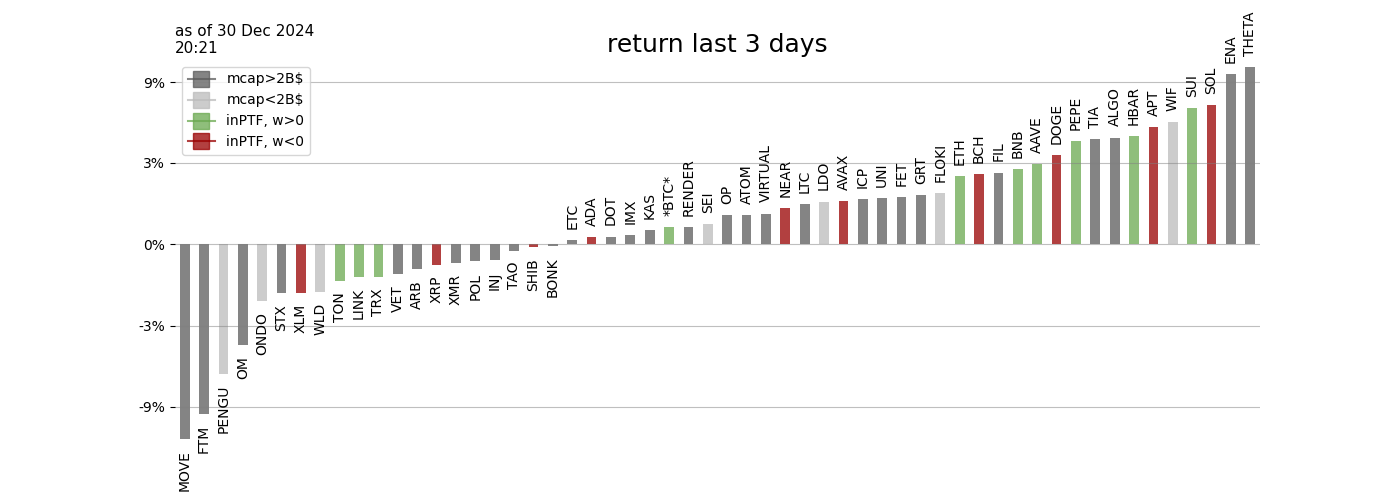 as of 30 Dec 2024
20:21
return last 3 days
mcap>2B$
mcap<2B$
inPTF, w>0
inPTF, w<0
9%
3%
0%
-3%
-9%
MOVE
FTM
PENGU
OM
ONDO
STX
XLM
WLD
TON
LINK
TRX
VET
ARB
XRP
XMR
POL
INJ
TAO
SHIB
BONK
ETC
ADA
DOT
IMX
KAS
*BTC*
RENDER
SEI
OP
ATOM
VIRTUAL
NEAR
LTC
LDO
AVAX
ICP
UNI
FET
GRT
FLOKI
ETH
BCH
FIL
BNB
AAVE
DOGE
PEPE
TIA
ALGO
HBAR
APT
WIF
SUI
SOL
ENA
THETA